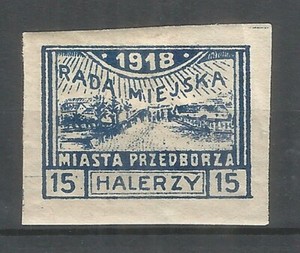 1918
RADA MIEJSKA
MIASTA PRZEDBORZA
15 HALERZY 15